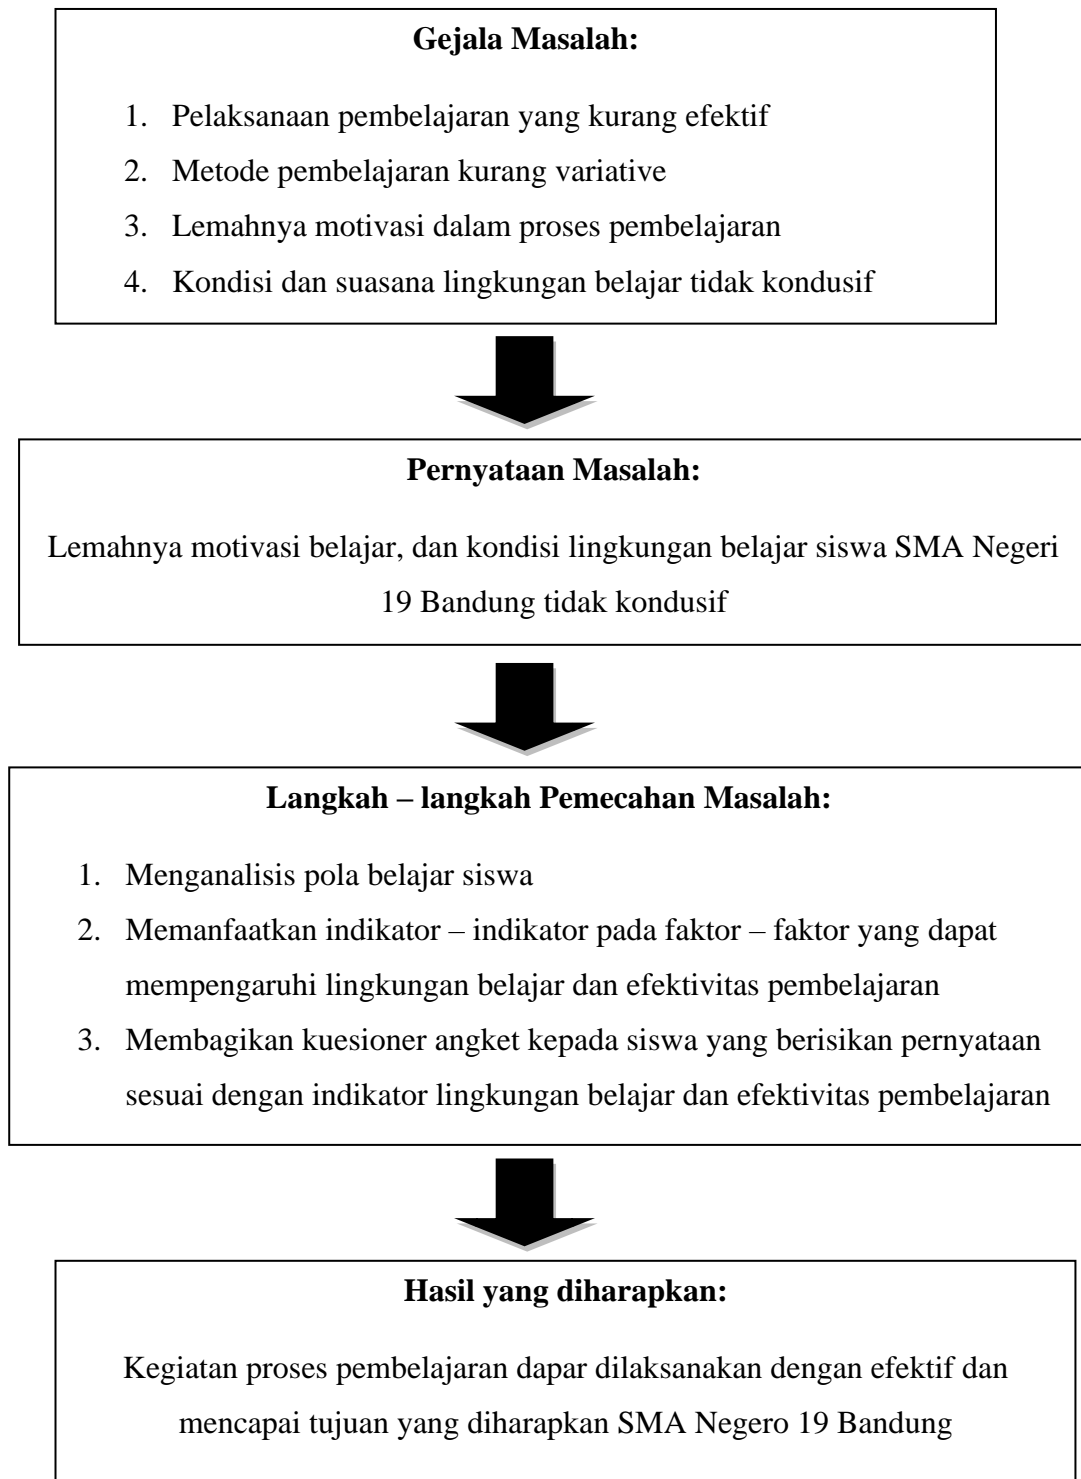 Gejala Masalah:
1. Pelaksanaan pembelajaran yang kurang efektif
2. Metode pembelajaran kurang variative
3. Lemahnya motivasi dalam proses pembelajaran
4. Kondisi dan suasana lingkungan belajar tidak kondusif
Pernyataan Masalah:
Lemahnya motivasi belajar, dan kondisi lingkungan belajar siswa SMA Negeri
19 Bandung tidak kondusif
Langkah – langkah Pemecahan Masalah:
1. Menganalisis pola belajar siswa
2. Memanfaatkan indikator – indikator pada faktor – faktor yang dapat
mempengaruhi lingkungan belajar dan efektivitas pembelajaran
3. Membagikan kuesioner angket kepada siswa yang berisikan pernyataan
sesuai dengan indikator lingkungan belajar dan efektivitas pembelajaran
Hasil yang diharapkan:
Kegiatan proses pembelajaran dapar dilaksanakan dengan efektif dan
mencapai tujuan yang diharapkan SMA Negero 19 Bandung